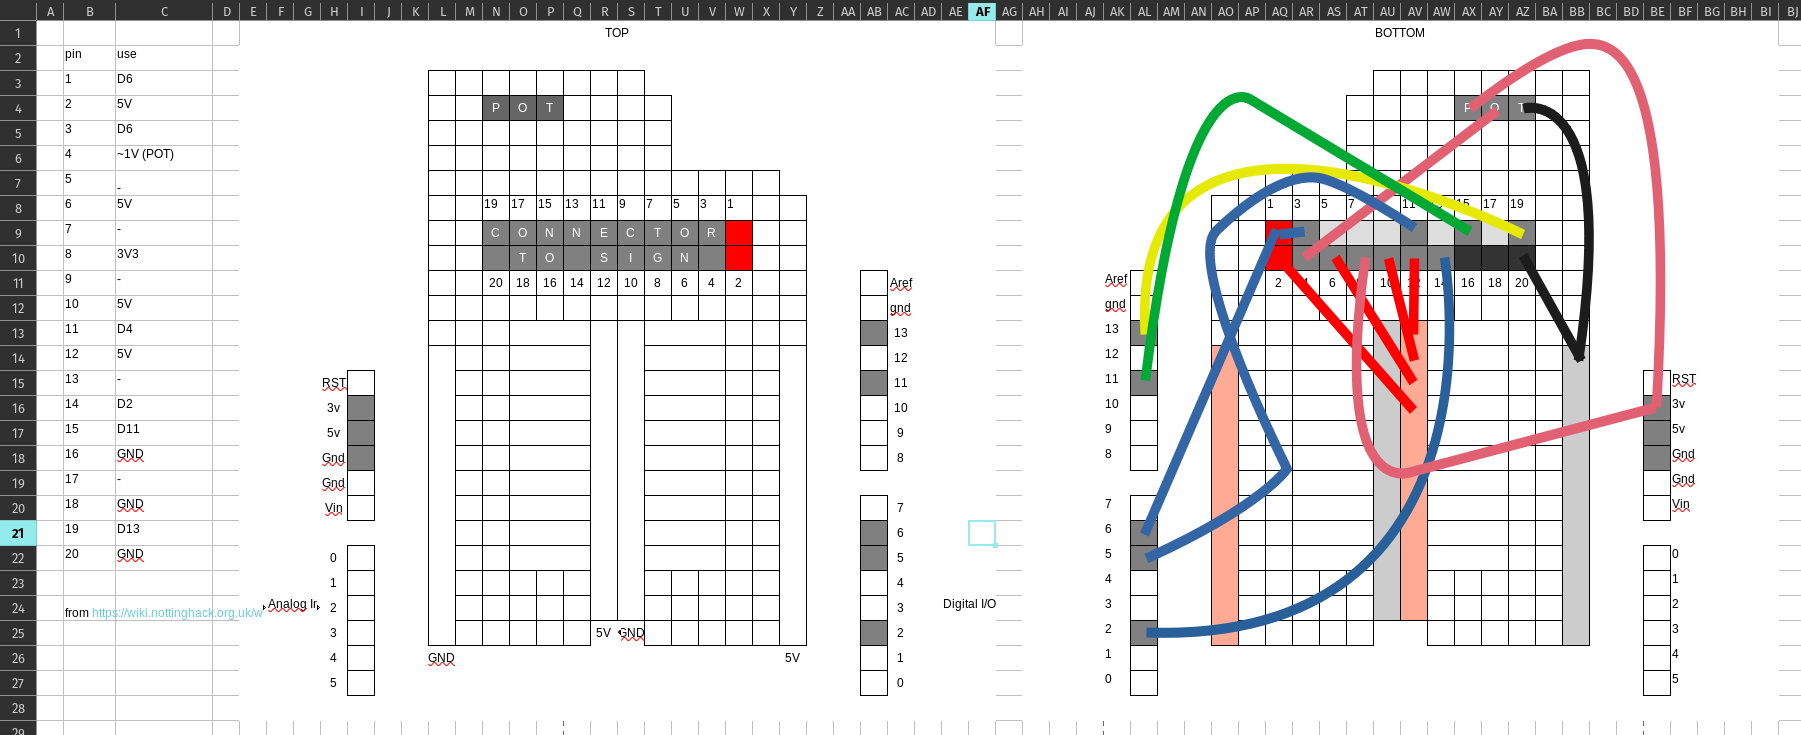 A B C D E F G H I J K L M N O P Q R S T U V W X Y Z AA AB AC AD AE AF AG AH AI AJ AK AL AM AN AO AP AQ AR AS AT AU AV AW AX AY AZ BA BB BC BD BE BF BG BH BI BJ
1 TOP BOTTOM
2 pin use
3 1 D6
4 2 5V P O T P O T
5 3 D6
6 4 ~1V (POT)
7 5 -
8 6 5V 19 17 15 13 11 9 7 5 3 1 1 3 5 7 11 15 17 19
9 7 - C O N N E C T O R
10 8 3V3 T O S I G N
11 9 - 20 18 16 14 12 10 8 6 4 2 Aref Aref 2 4 6 10 12 14 16 18 20
12 10 5V gnd gnd
13 11 D4 13 13
14 12 5V 12 12
15 13 - RST 11 11 RST
16 14 D2 3v 10 10 3v
17 15 D11 5v 9 9 5v
18 16 GND Gnd 8 8 Gnd
19 17 - Gnd Gnd
20 18 GND Vin 7 7 Vin
21 19 D13 6 6
22 20 GND 0 5 5 0
23 1 4 4 1
24 from https://wiki.nottinghack.org.uk/w Analog In 2 3 Digital I/O 3 2
25 3 5V GND 2 2 3
26 4 GND 5V 1 1 4
27 5 0 0 5
28
29